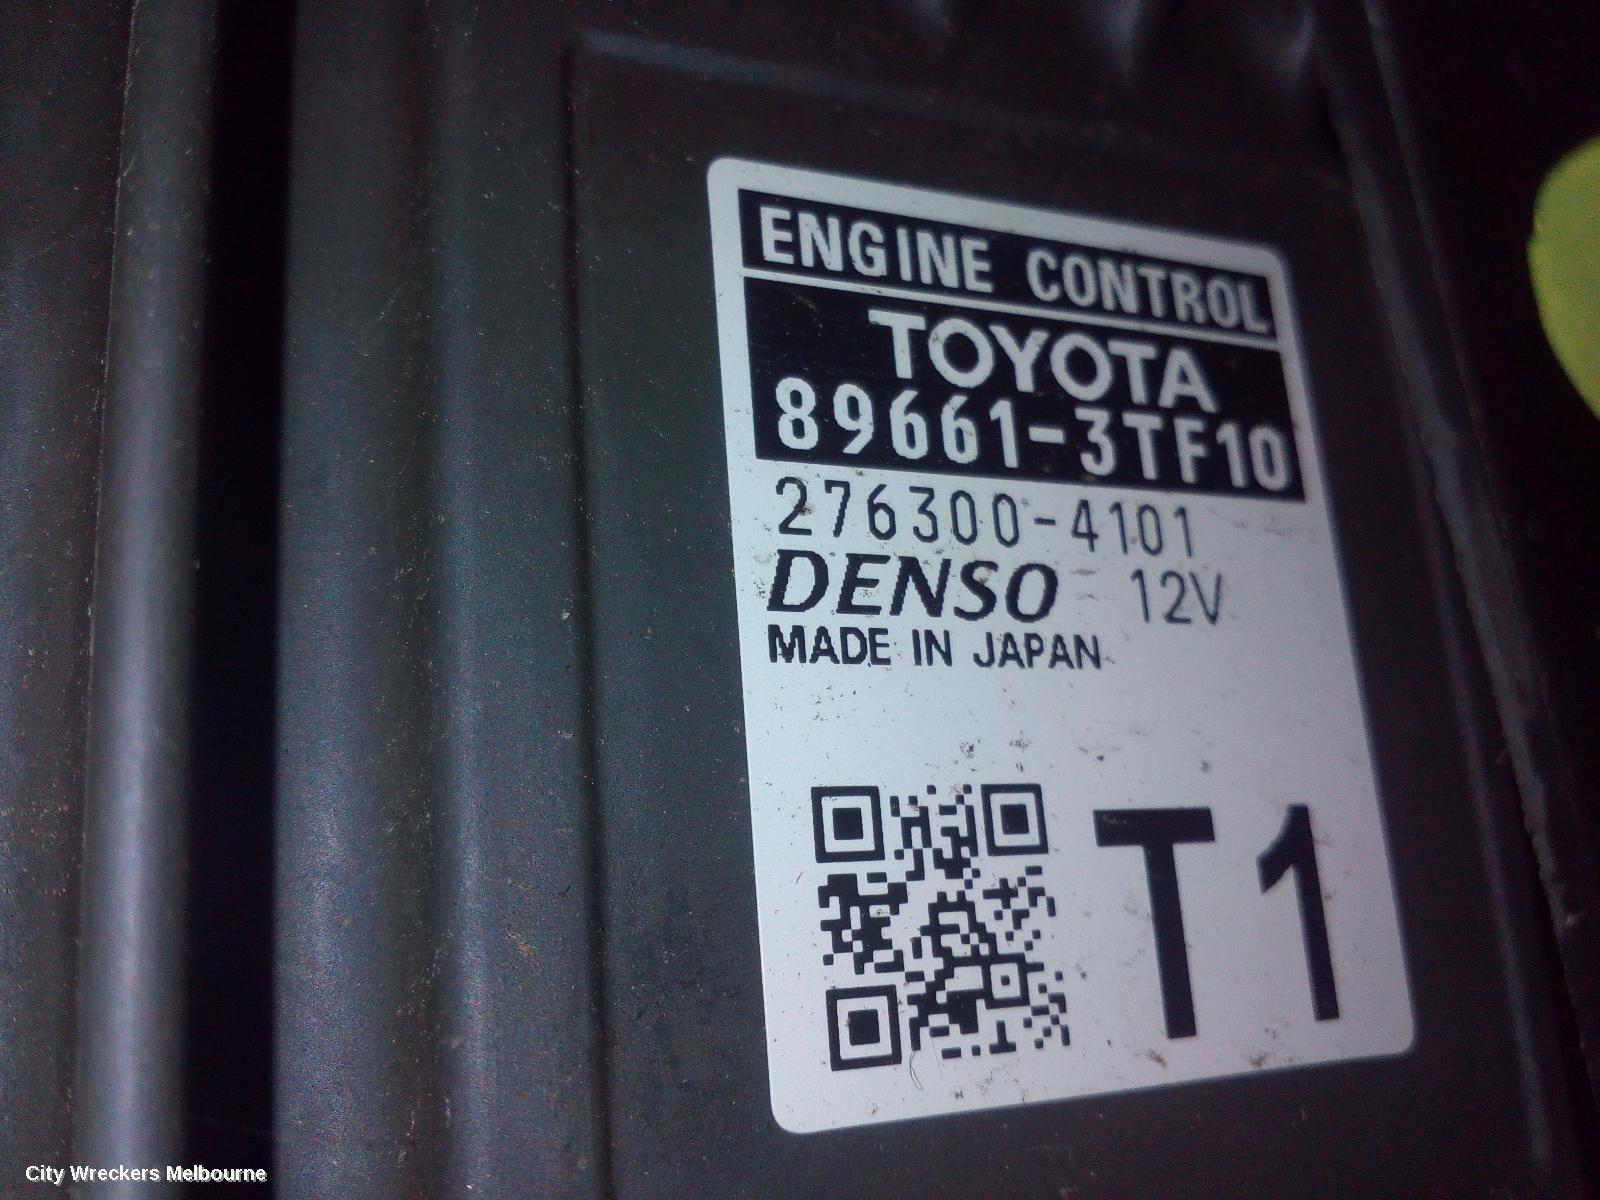 ENGINE CONTROL
TOYOTA
89661-3TF10
276300-4101
DENSO 12V
MADE IN JAPAN
T1
City Wreckers Melbourne